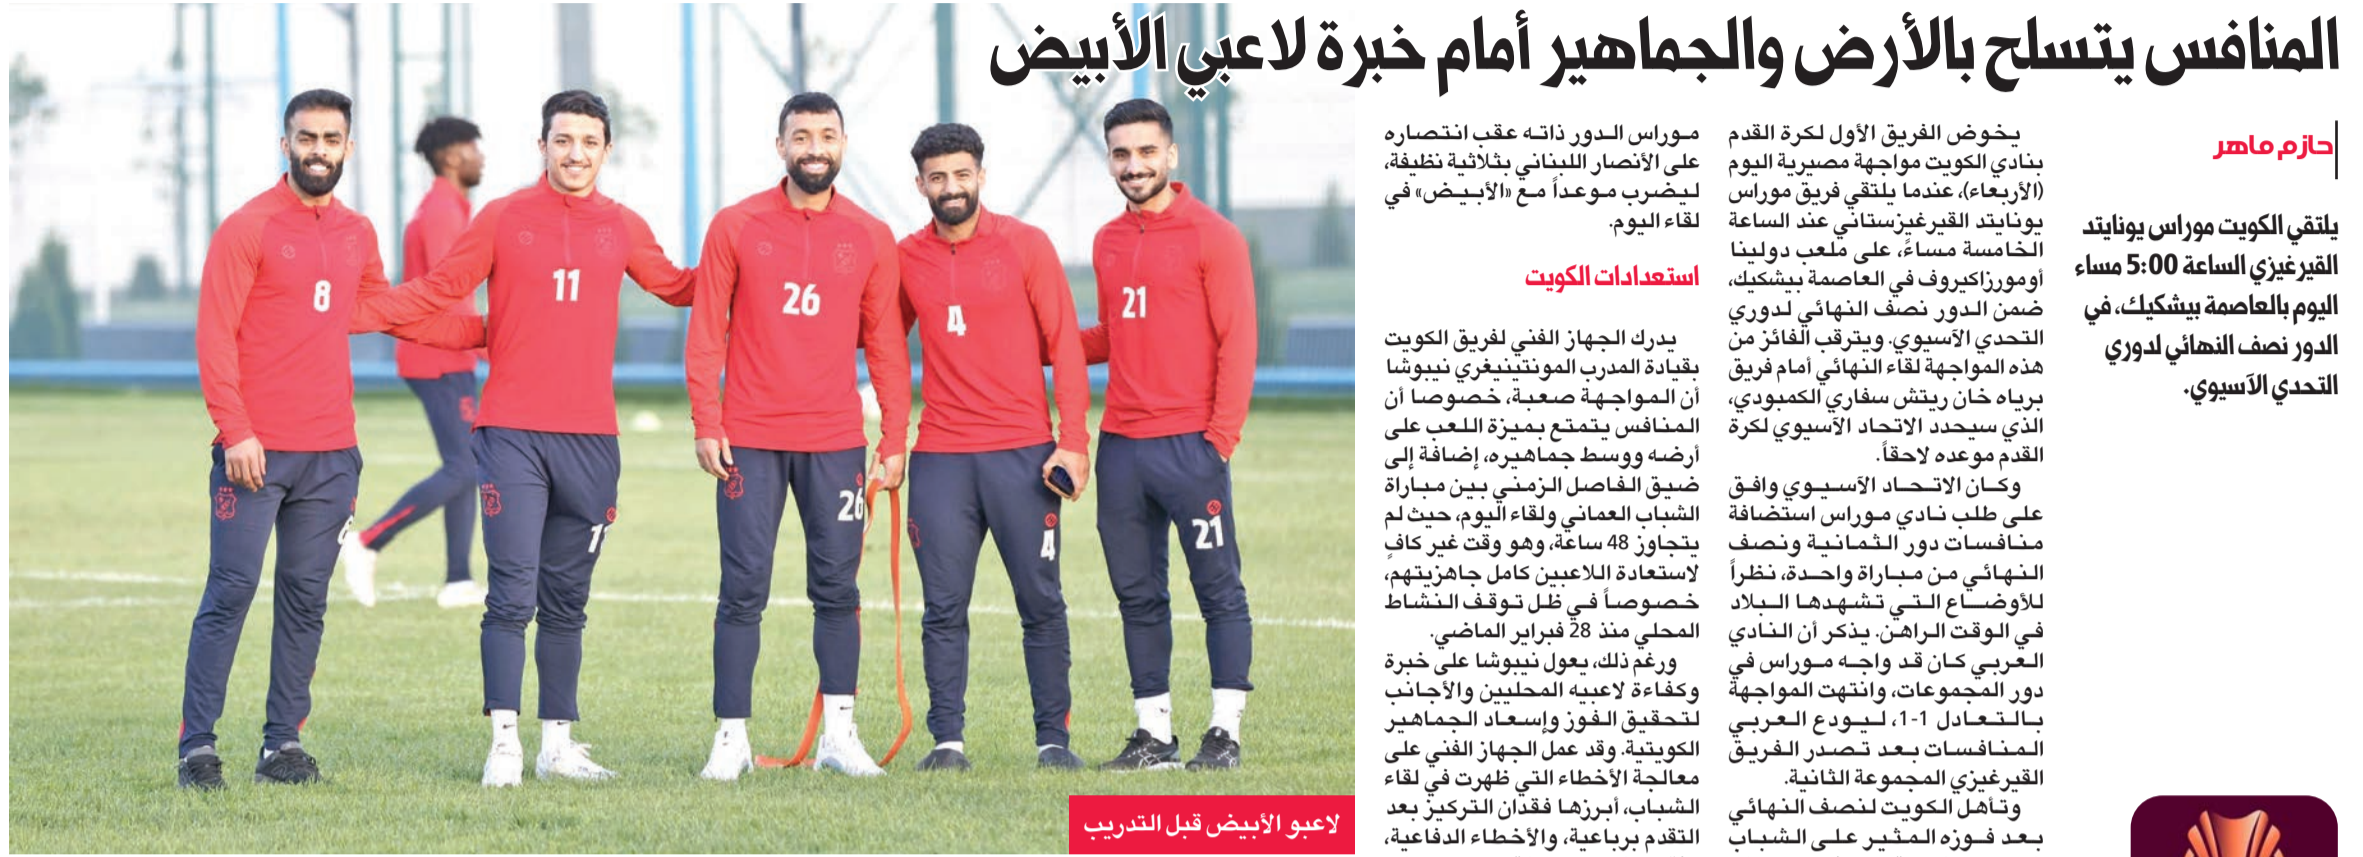 المنافس يتسلح بالأرض والجماهير أمام خبرة لاعبي الأبيض
حازم ماهر
يلتقي الكويت موراس يونايتد
القيرغيزي الساعة 5:00 مساء
اليوم بالعاصمة بيشكيك، في
الدور نصف النهائي لدوري
التحدي الآسيوي.
يخوض الفريق الأول لكرة القدم
بنادي الكويت مواجهة مصيرية اليوم
(الأربعاء)، عندما يلتقي فريق موراس
يونايتد القيرغيزستاني عند الساعة
الخامسة مساءً، على ملعب دولينا
أومورزاكيروف في العاصمة بيشكيك،
ضمن الدور نصف النهائي لدوري
التحدي الآسيوي. ويترقب الفائز من
هذه المواجهة لقاء النهائي أمام فريق
برياه خان ريتش سفاري الكمبودي،
الذي سيحدد الاتحاد الآسيوي لكرة
القدم موعده لاحقاً.
وكان الاتحاد الآسيوي وافق
على طلب نادي موراس استضافة
منافسات دور الثمانية ونصف
النهائي من مباراة واحدة، نظراً
للأوضاع التي تشهدها البلاد
في الوقت الراهن. يذكر أن النادي
العربي كان قد واجه موراس في
دور المجموعات، وانتهت المواجهة
بالتعادل 1-1، ليودع العربي
المنافسات بعد تصدر الفريق
القيرغيزي المجموعة الثانية.
وتأهل الكويت لنصف النهائي
بعد فوزه المثير على الشباب
موراس الدور ذاته عقب انتصاره
على الأنصار اللبناني بثلاثية نظيفة،
ليضرب موعداً مع «الأبيض» في
لقاء اليوم.
استعدادات الكويت
يدرك الجهاز الفني لفريق الكويت
بقيادة المدرب المونتينيغري نيبوشا
أن المواجهة صعبة، خصوصا أن
المنافس يتمتع بميزة اللعب على
أرضه ووسط جماهيره، إضافة إلى
ضيق الفاصل الزمني بين مباراة
الشباب العماني ولقاء اليوم، حيث لم
يتجاوز 48 ساعة، وهو وقت غير كافٍ
لاستعادة اللاعبين كامل جاهزيتهم،
خصوصاً في ظل توقف النشاط
المحلي منذ 28 فبراير الماضي.
ورغم ذلك، يعول نيبوشا على خبرة
وكفاءة لاعبيه المحليين والأجانب
لتحقيق الفوز وإسعاد الجماهير
الكويتية. وقد عمل الجهاز الفني على
معالجة الأخطاء التي ظهرت في لقاء
الشباب، أبرزها فقدان التركيز بعد
التقدم برباعية، والأخطاء الدفاعية،
8
11
26
4
21
11
26
4
21
لاعبو الأبيض قبل التدريب